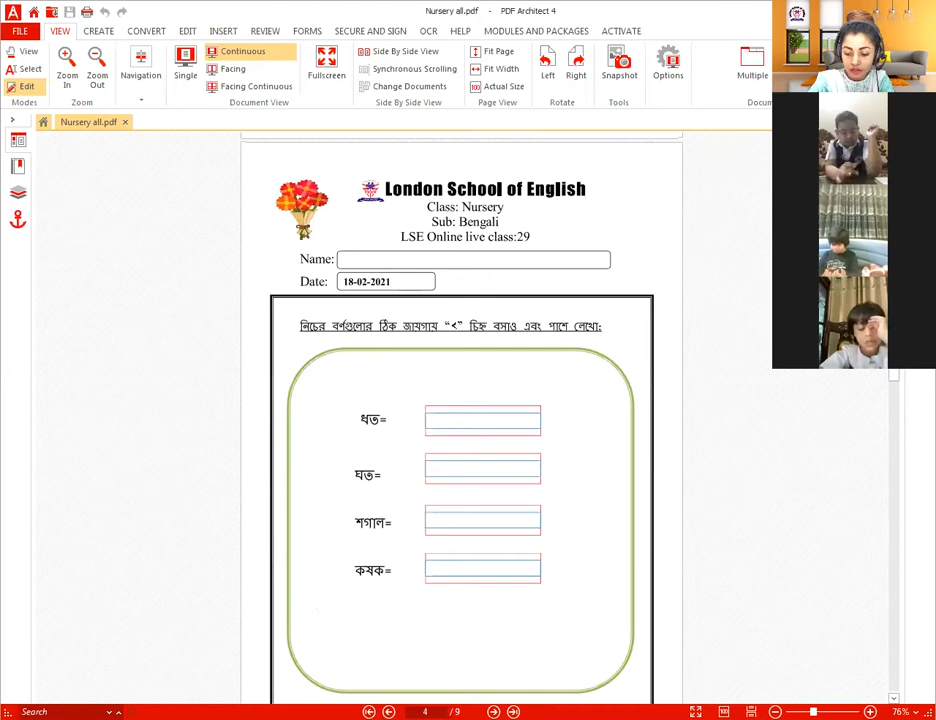 Nursery all.pdf - PDF Architect 4
FILE VIEW CREATE CONVERT EDIT INSERT REVIEW FORMS SECURE AND SIGN OCR HELP MODULES AND PACKAGES ACTIVATE
View
Select
Edit
Modes
Zoom In
Zoom Out
Zoom
Navigation
Single
Continuous
Facing
Facing Continuous
Document View
Fullscreen
Side By Side View
Synchronous Scrolling
Change Documents
Side By Side View
Fit Page
Fit Width
Actual Size
Page View
Left
Right
Rotate
Snapshot
Tools
Options
Multiple
Docum
Nursery all.pdf
London School of English
Class: Nursery
Sub: Bengali
LSE Online live class:29
Name:
Date: 18-02-2021
নিচের বর্ণগুলোর ঠিক জায়গায় “ৃ” চিহ্ন বসাও এবং পাশে লেখো:
ধত=
ঘত=
শগাল=
কষক=
Search
4 / 9
76%